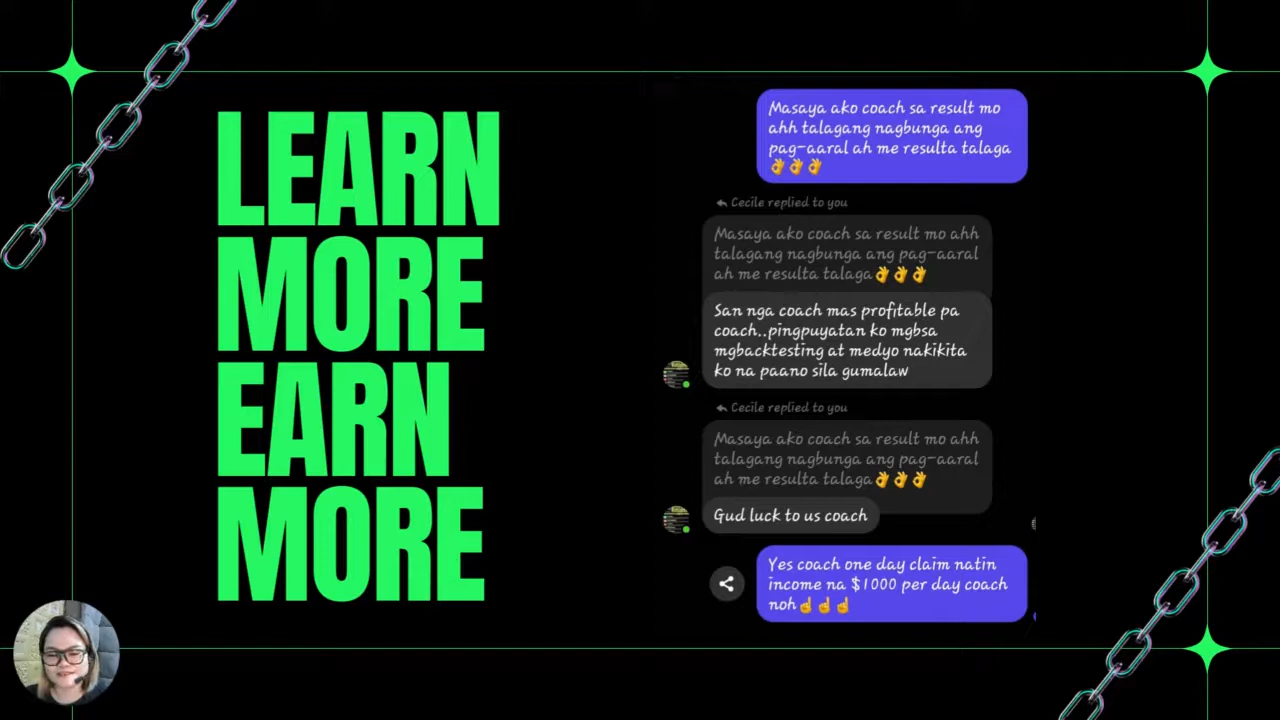 LEARN
MORE
EARN
MORE
Masaya ako coach sa result mo
ahh talagang nagbunga ang
pag-aaral ah me resulta talaga
👌👌👌
Cecile replied to you
Masaya ako coach sa result mo ahh
talagang nagbunga ang pag-aaral
ah me resulta talaga👌👌👌
San nga coach mas profitable pa
coach..pingpuyatan ko mgbsa
mgbacktesting at medyo nakikita
ko na paano sila gumalaw
Cecile replied to you
Masaya ako coach sa result mo ahh
talagang nagbunga ang pag-aaral
ah me resulta talaga👌👌👌
Gud luck to us coach
Yes coach one day claim natin
income na $1000 per day coach
noh☝️☝️☝️